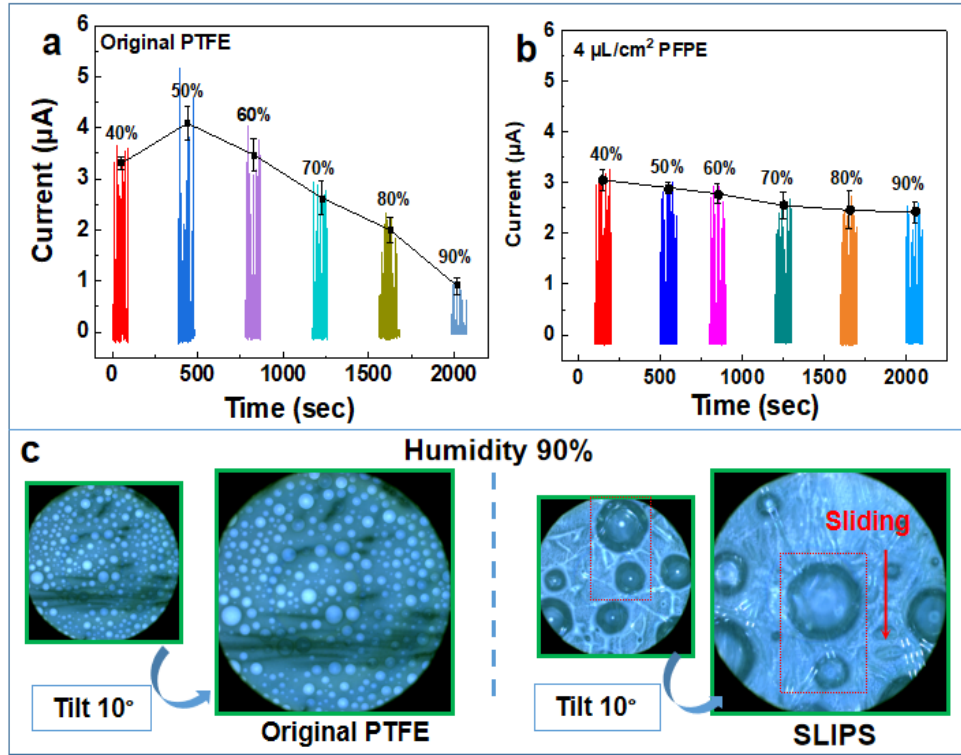 a
Original PTFE
6
5
4
3
2
1
0
Current (μA)
40%
50%
60%
70%
80%
90%
0 500 1000 1500 2000
Time (sec)
b
4 μL/cm² PFPE
6
5
4
3
2
1
0
Current (μA)
40%
50%
60%
70%
80%
90%
0 500 1000 1500 2000
Time (sec)
c
Humidity 90%
Tilt 10°
Original PTFE
Sliding
Tilt 10°
SLIPS